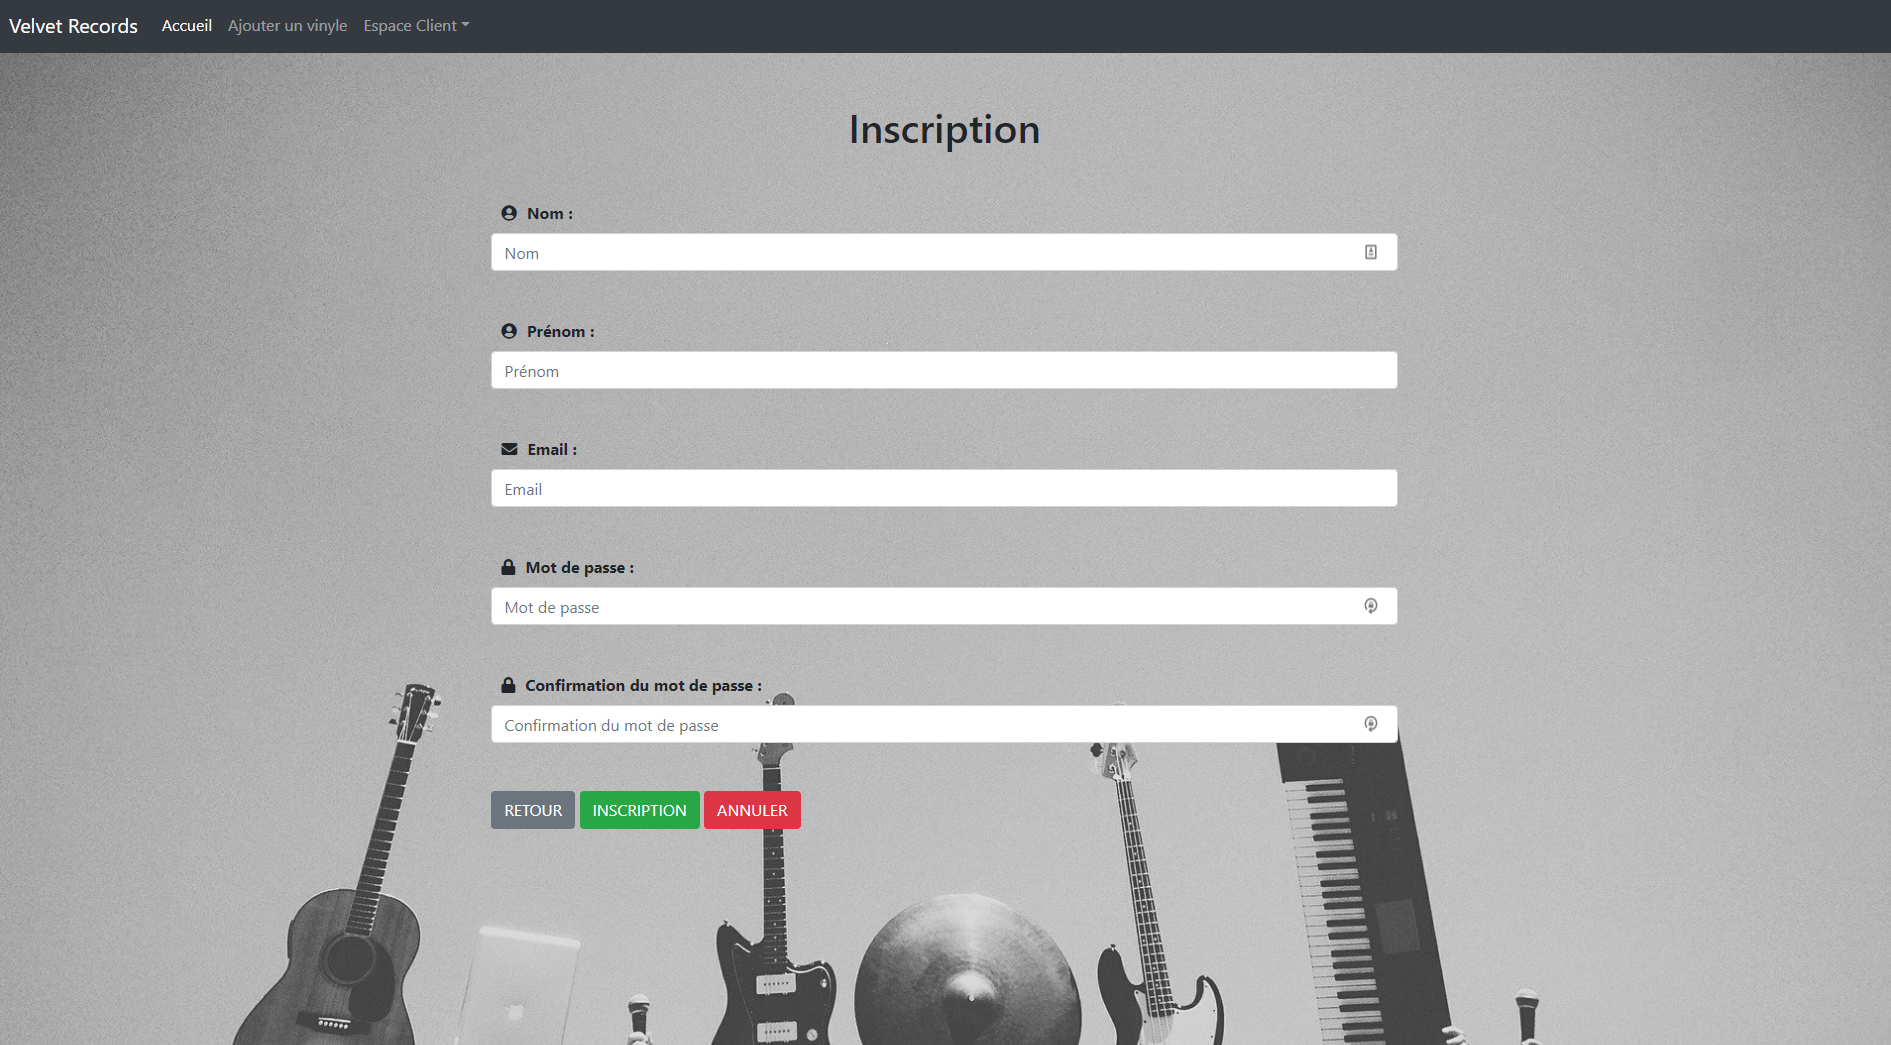 Velvet Records Accueil Ajouter un vinyle Espace Client
Inscription
Nom :
Nom
Prénom :
Prénom
Email :
Email
Mot de passe :
Mot de passe
Confirmation du mot de passe :
Confirmation du mot de passe
RETOUR INSCRIPTION ANNULER